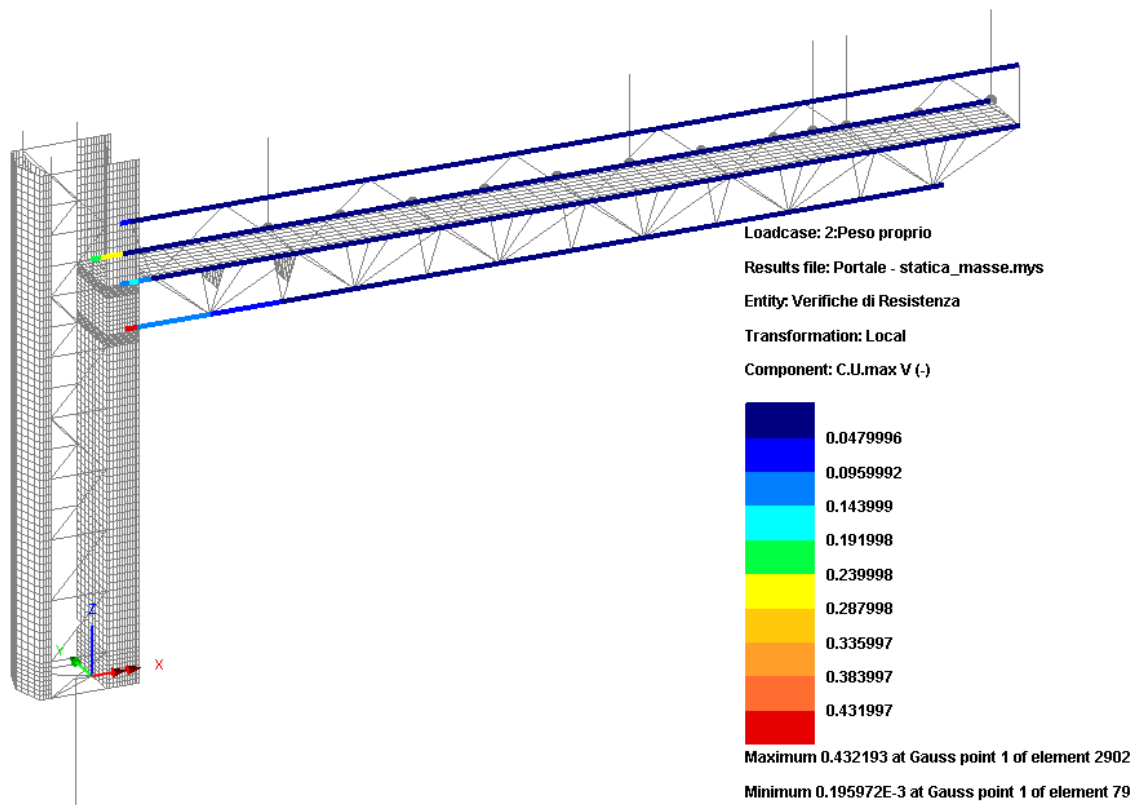 Z
Y
X
Loadcase: 2:Peso proprio
Results file: Portale - statica_masse.mys
Entity: Verifiche di Resistenza
Transformation: Local
Component: C.U.max V (-)
0.0479996
0.0959992
0.143999
0.191998
0.239998
0.287998
0.335997
0.383997
0.431997
Maximum 0.432193 at Gauss point 1 of element 2902
Minimum 0.195972E-3 at Gauss point 1 of element 79